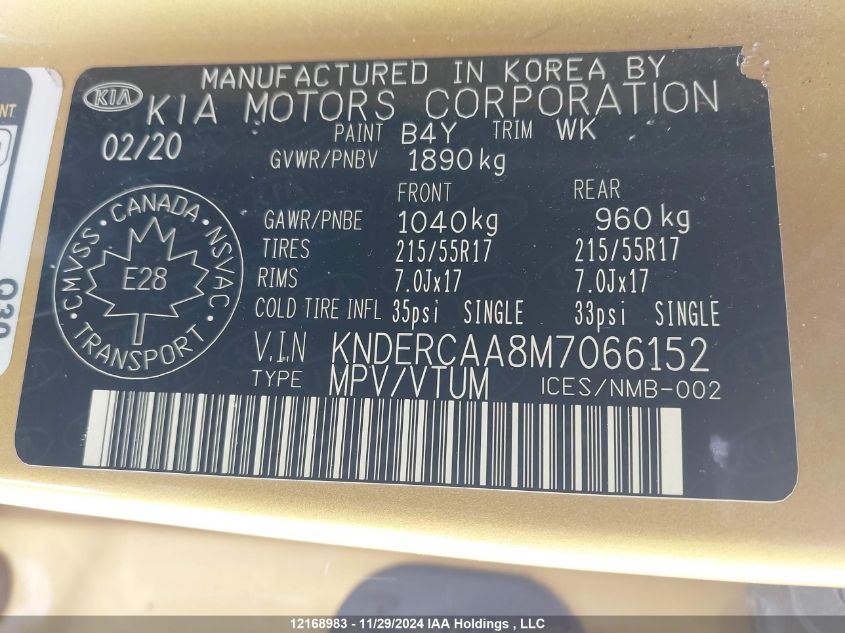 MANUFACTURED IN KOREA BY
KIA KIA MOTORS CORPORATION
02/20 PAINT B4Y TRIM WK
GVWR/PNBV 1890kg
FRONT REAR
GAWR/PNBE 1040kg 960kg
TIRES 215/55R17 215/55R17
RIMS 7.0Jx17 7.0Jx17
COLD TIRE INFL 35psi SINGLE 33psi SINGLE
CMVSS · CANADA · NSVAC · TRANSPORT ·
E28
V.I.N KNDERCAA8M7066152
TYPE MPV/VTUM ICES/NMB-002
NT
Q30
12168983 - 11/29/2024 IAA Holdings , LLC